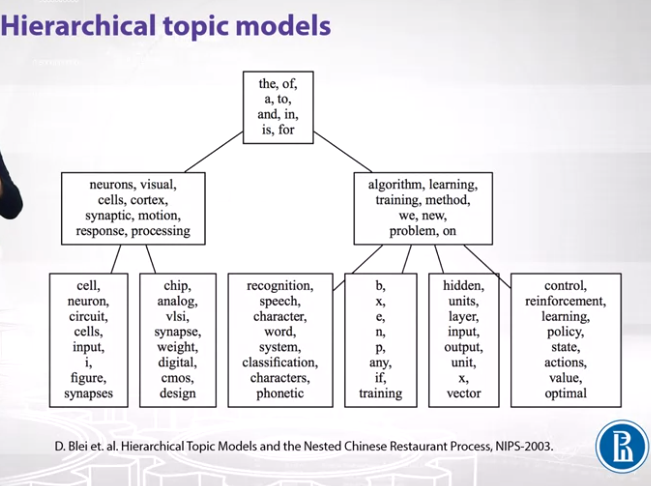 Hierarchical topic models
the, of,
a, to,
and, in,
is, for
neurons, visual,
cells, cortex,
synaptic, motion,
response, processing
algorithm, learning,
training, method,
we, new,
problem, on
cell,
neuron,
circuit,
cells,
input,
i,
figure,
synapses
chip,
analog,
vlsi,
synapse,
weight,
digital,
cmos,
design
recognition,
speech,
character,
word,
system,
classification,
characters,
phonetic
b,
x,
e,
n,
p,
any,
if,
training
hidden,
units,
layer,
input,
output,
unit,
x,
vector
control,
reinforcement,
learning,
policy,
state,
actions,
value,
optimal
D. Blei et. al. Hierarchical Topic Models and the Nested Chinese Restaurant Process, NIPS-2003.